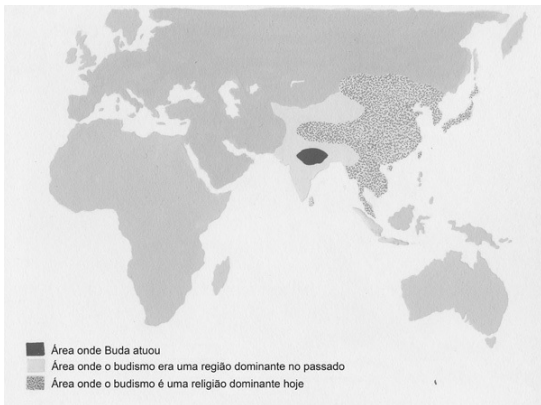 Área onde Buda atuou
Área onde o budismo era uma região dominante no passado
Área onde o budismo é uma religião dominante hoje